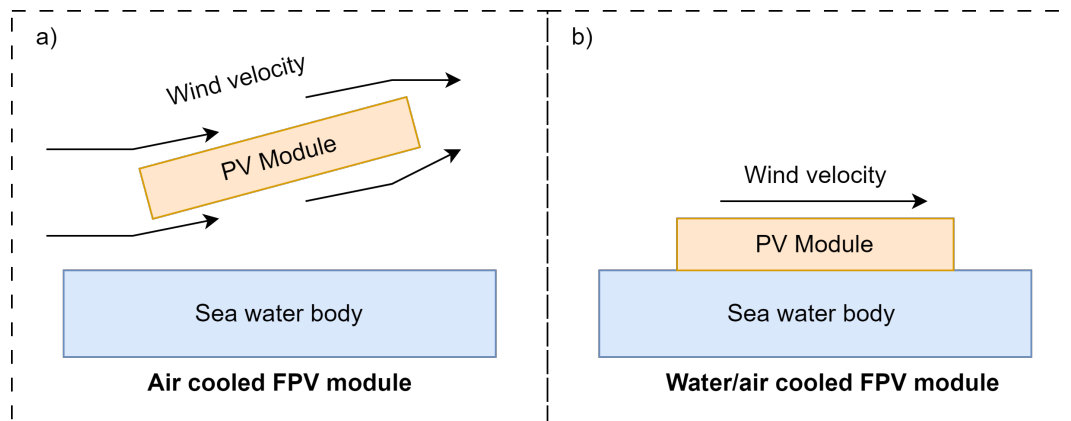 a)
Wind velocity
PV Module
Sea water body
Air cooled FPV module
b)
Wind velocity
PV Module
Sea water body
Water/air cooled FPV module